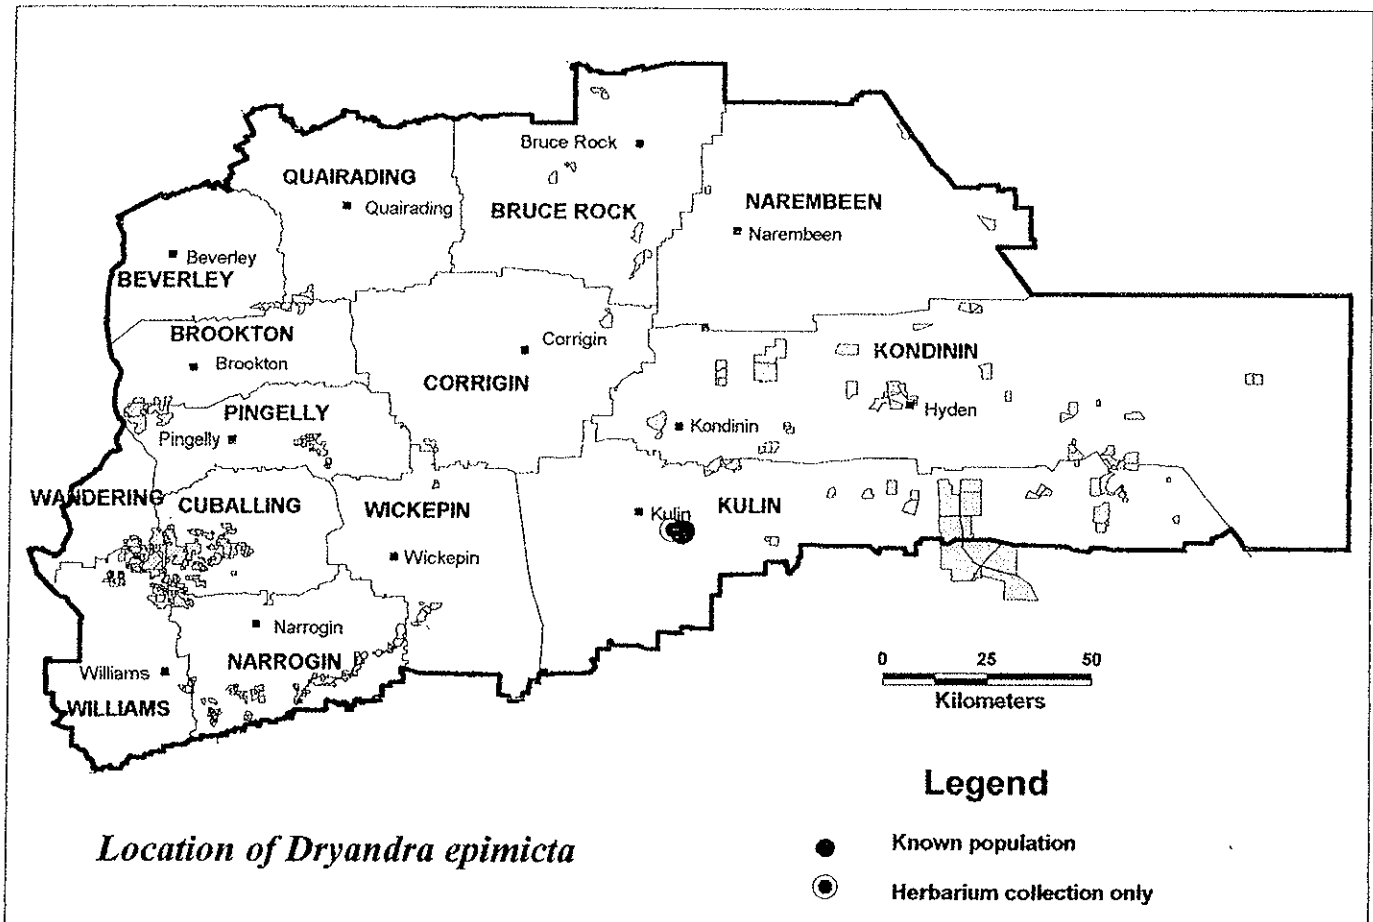 Bruce Rock
QUAIRADING
Quairading
BRUCE ROCK
NAREMBEEN
Narembeen
Beverley
BEVERLEY
BROOKTON
Brookton
Corrigin
CORRIGIN
KONDININ
Hyden
PINGELLY
Pingelly
Kondinin
WANDERING
CUBALLING
WICKEPIN
Kulin
KULIN
Wickepin
Narrogin
NARROGIN
Williams
WILLIAMS
0 25 50
Kilometers
Legend
Known population
Herbarium collection only
Location of Dryandra epimicta